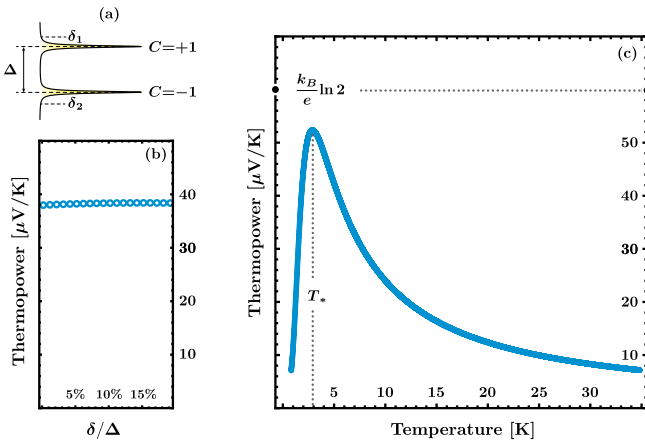 (a)
δ₁
C=+1
Δ
C=−1
δ₂
(b)
Thermopower [μV/K]
40
30
20
10
5% 10% 15%
δ/Δ
(c)
k_B/e ln 2
Thermopower [μV/K]
50
40
30
20
10
T*
5 10 15 20 25 30
Temperature [K]